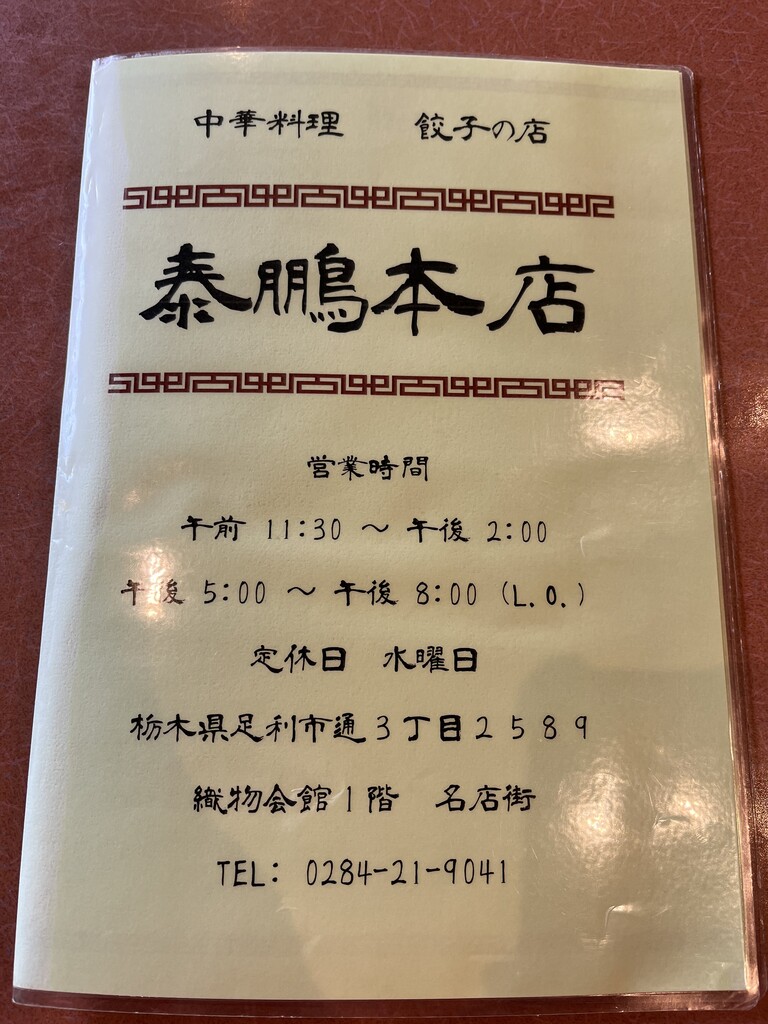 中華料理　餃子の店
泰鵬本店
営業時間
午前 11:30 ～ 午後 2:00
午後 5:00 ～ 午後 8:00 (L.O.)
定休日　水曜日
栃木県足利市通３丁目２５８９
織物会館１階　名店街
TEL: 0284-21-9041